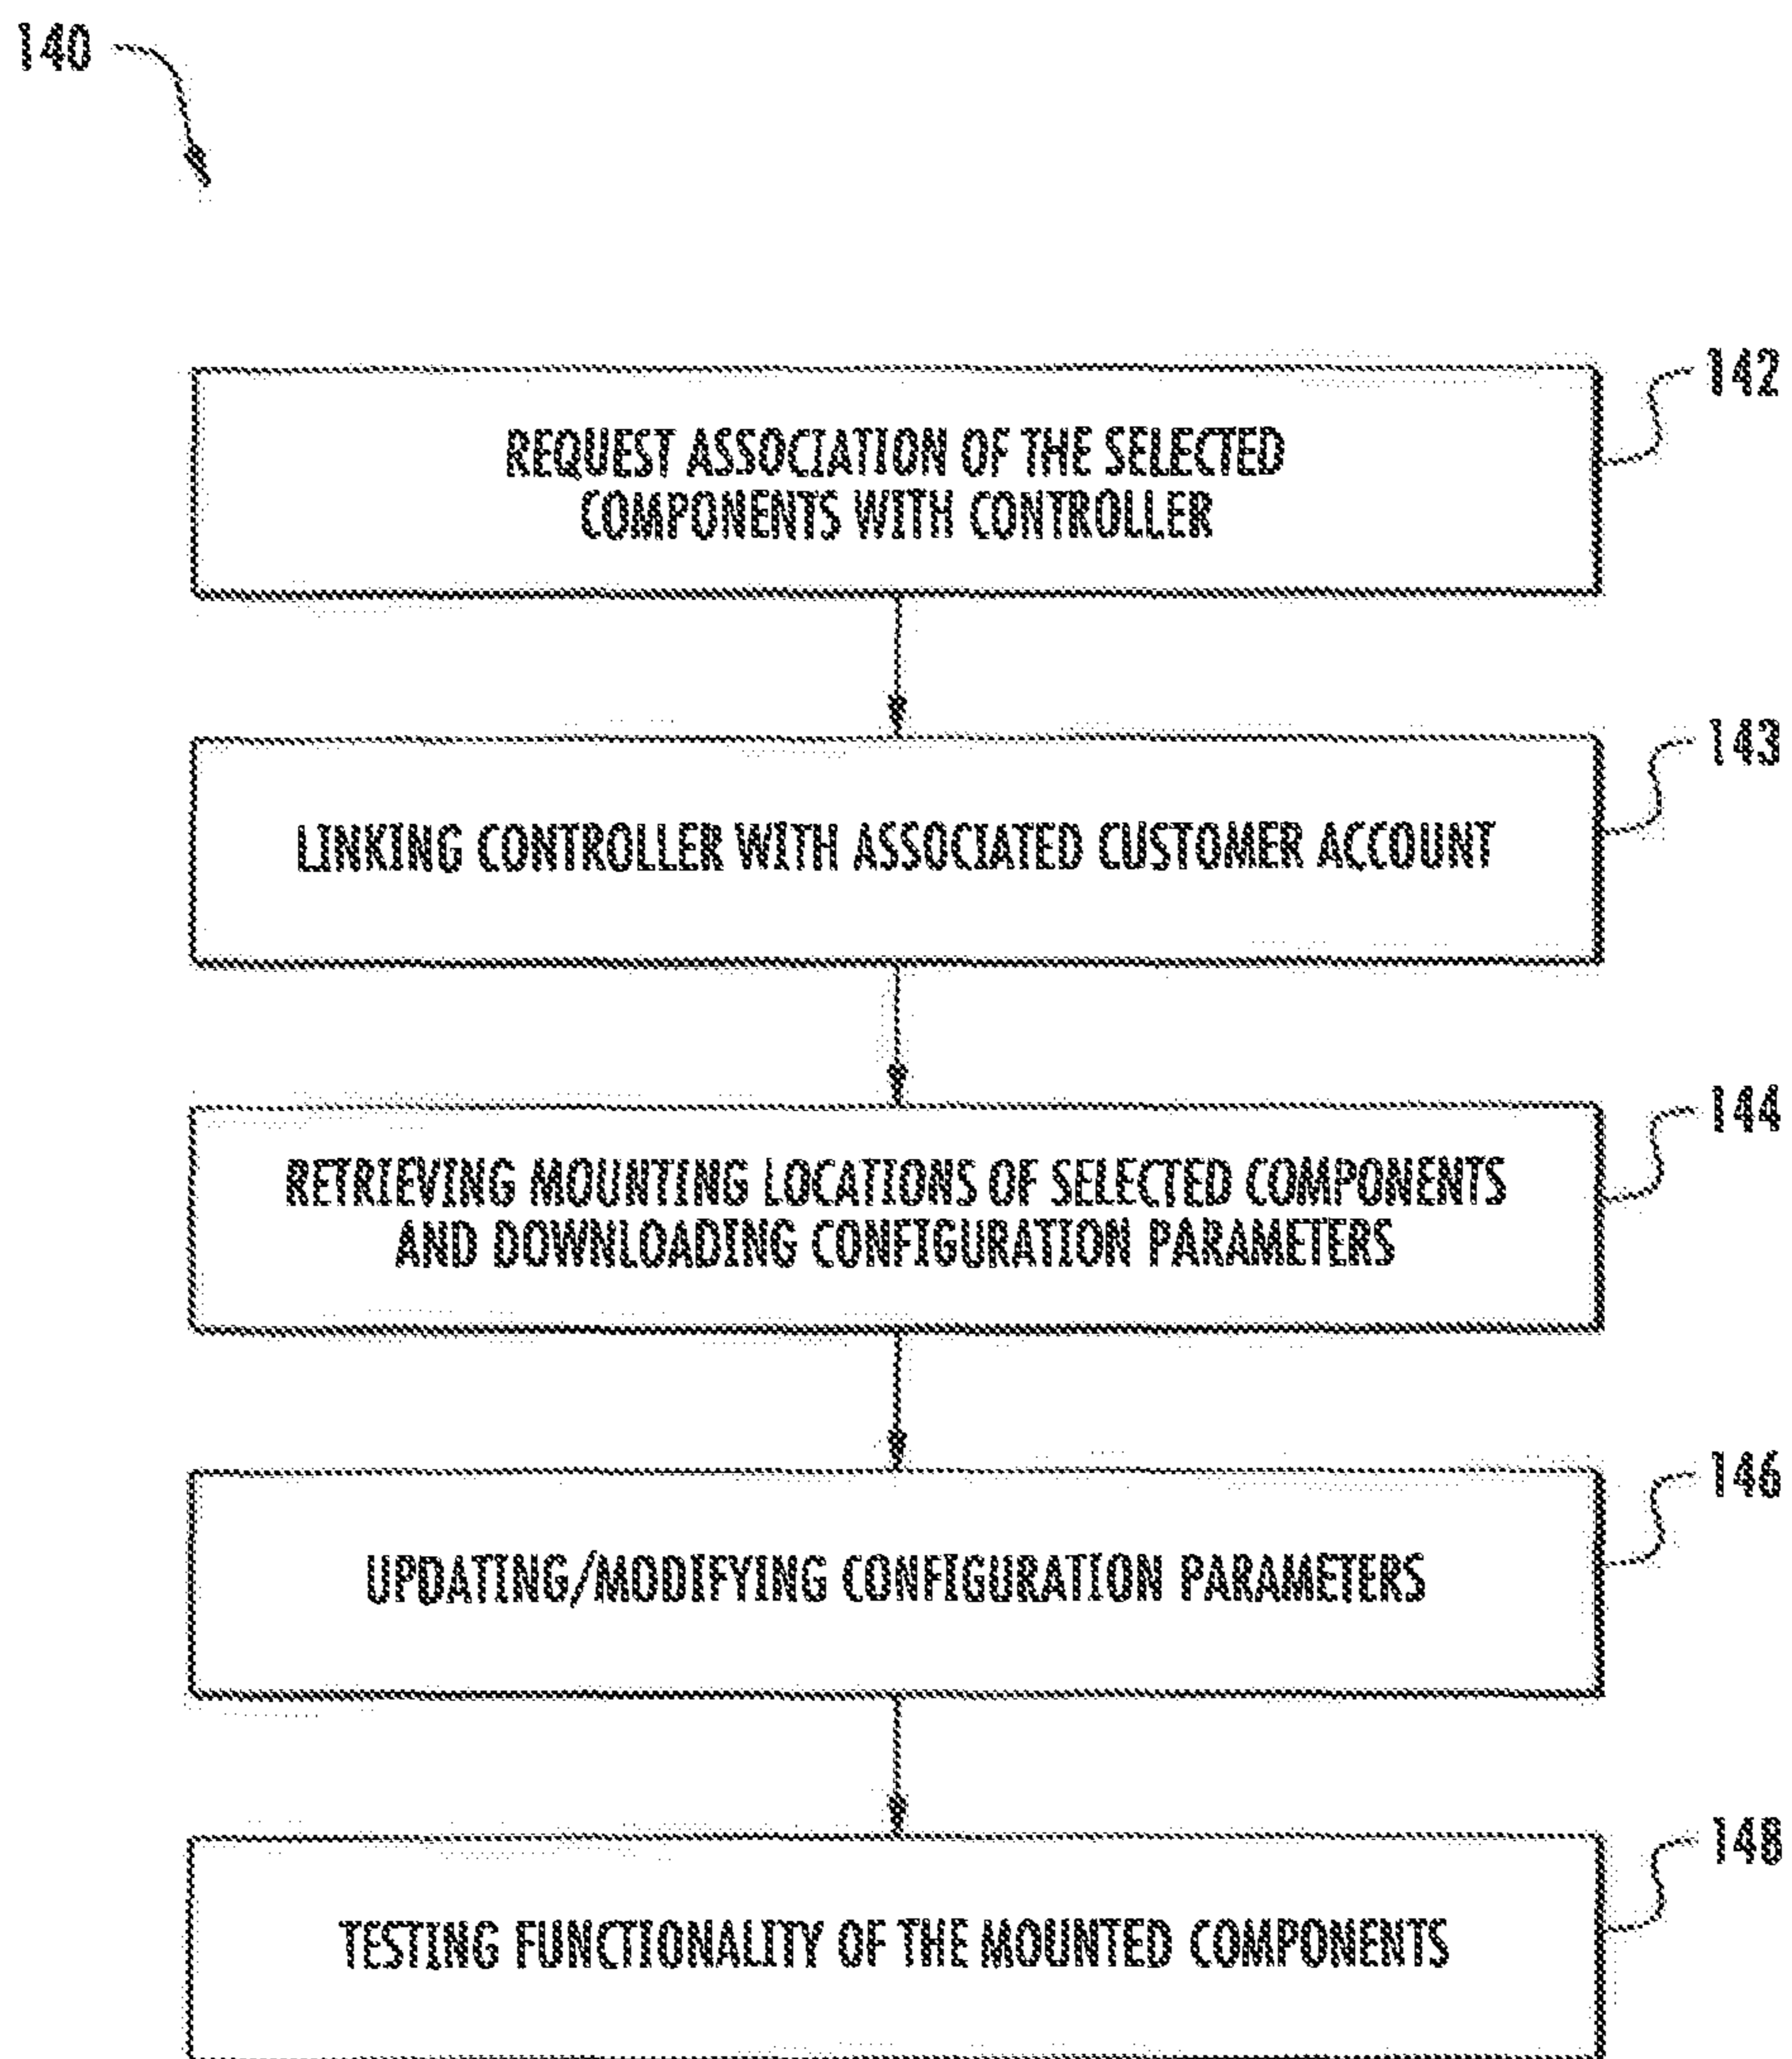 140
142
REQUEST ASSOCIATION OF THE SELECTED
COMPONENTS WITH CONTROLLER
143
LINKING CONTROLLER WITH ASSOCIATED CUSTOMER ACCOUNT
144
RETRIEVING MOUNTING LOCATIONS OF SELECTED COMPONENTS
AND DOWNLOADING CONFIGURATION PARAMETERS
146
UPDATING/MODIFYING CONFIGURATION PARAMETERS
148
TESTING FUNCTIONALITY OF THE MOUNTED COMPONENTS